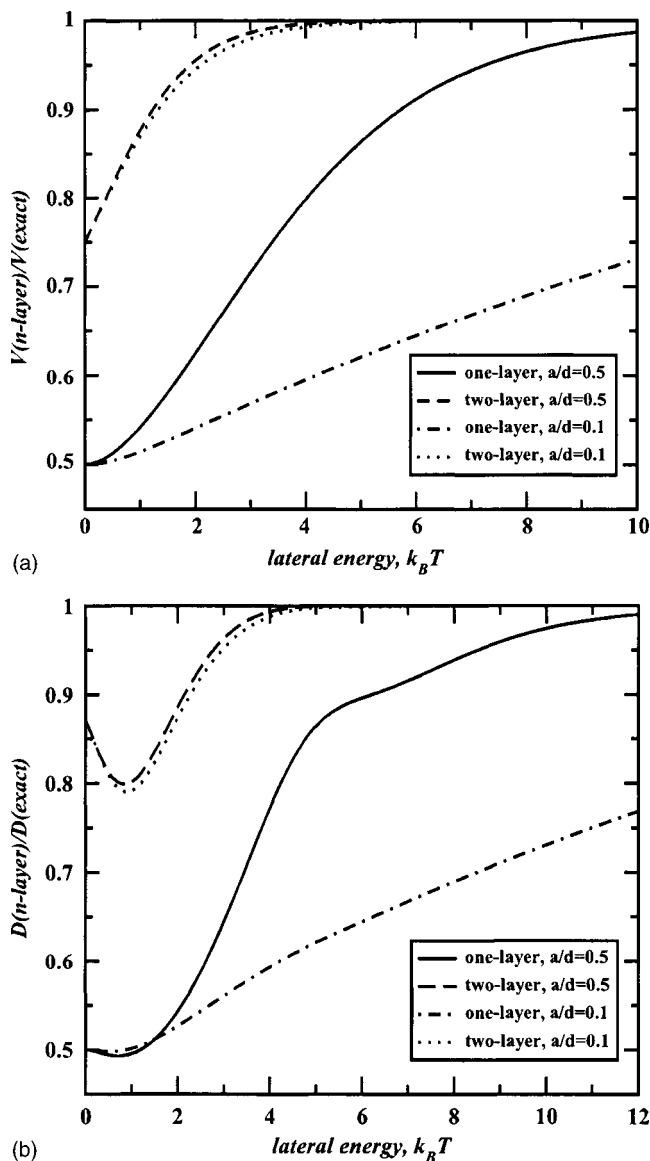 1
0.9
0.8
0.7
0.6
0.5
V(n-layer)/V(exact)
one-layer, a/d=0.5
two-layer, a/d=0.5
one-layer, a/d=0.1
two-layer, a/d=0.1
0 2 4 6 8 10
lateral energy, k_BT
(a)
1
0.9
0.8
0.7
0.6
0.5
D(n-layer)/D(exact)
one-layer, a/d=0.5
two-layer, a/d=0.5
one-layer, a/d=0.1
two-layer, a/d=0.1
0 2 4 6 8 10 12
lateral energy, k_BT
(b)